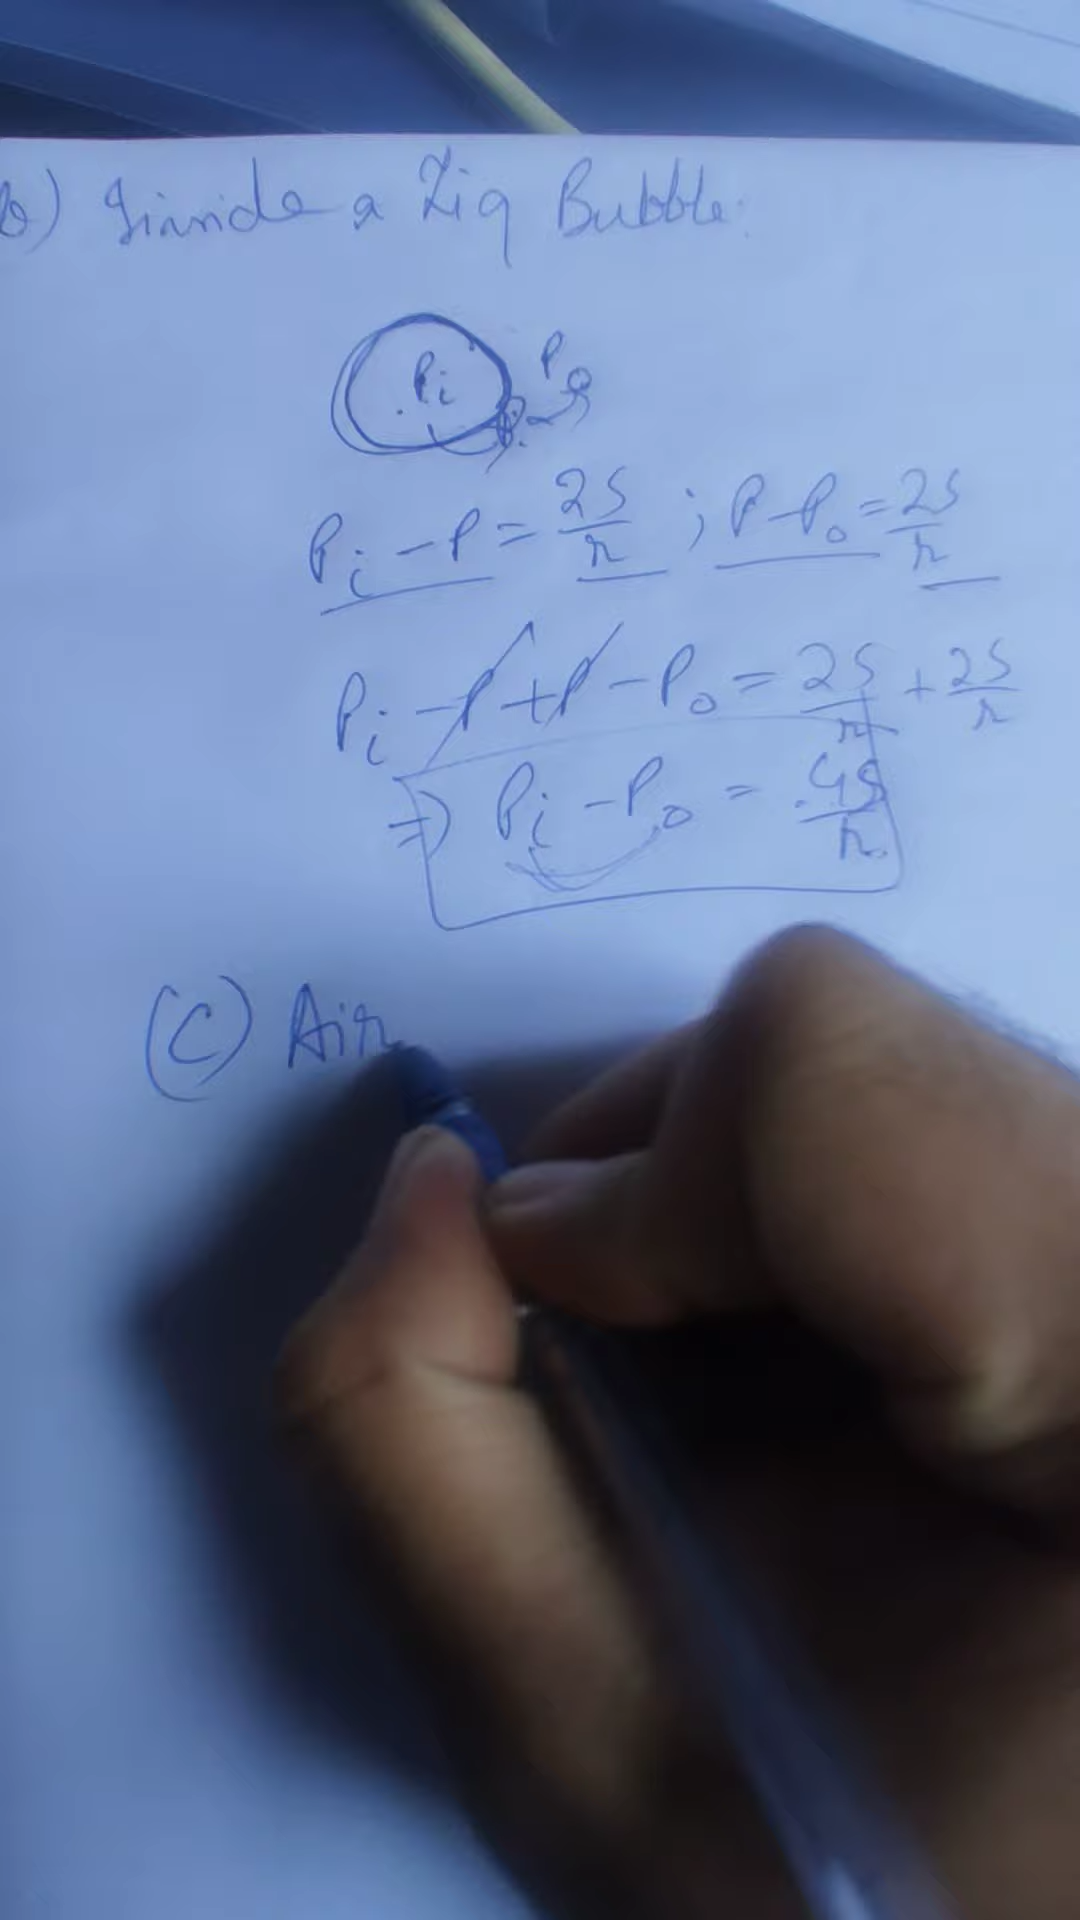 b) Inside a Liq Bubble:
Pi Po
P
Pi - P = 2S/r ; P - Po = 2S/r
Pi - P + P - Po = 2S/r + 2S/r
=> Pi - Po = 4S/r
(C) Air